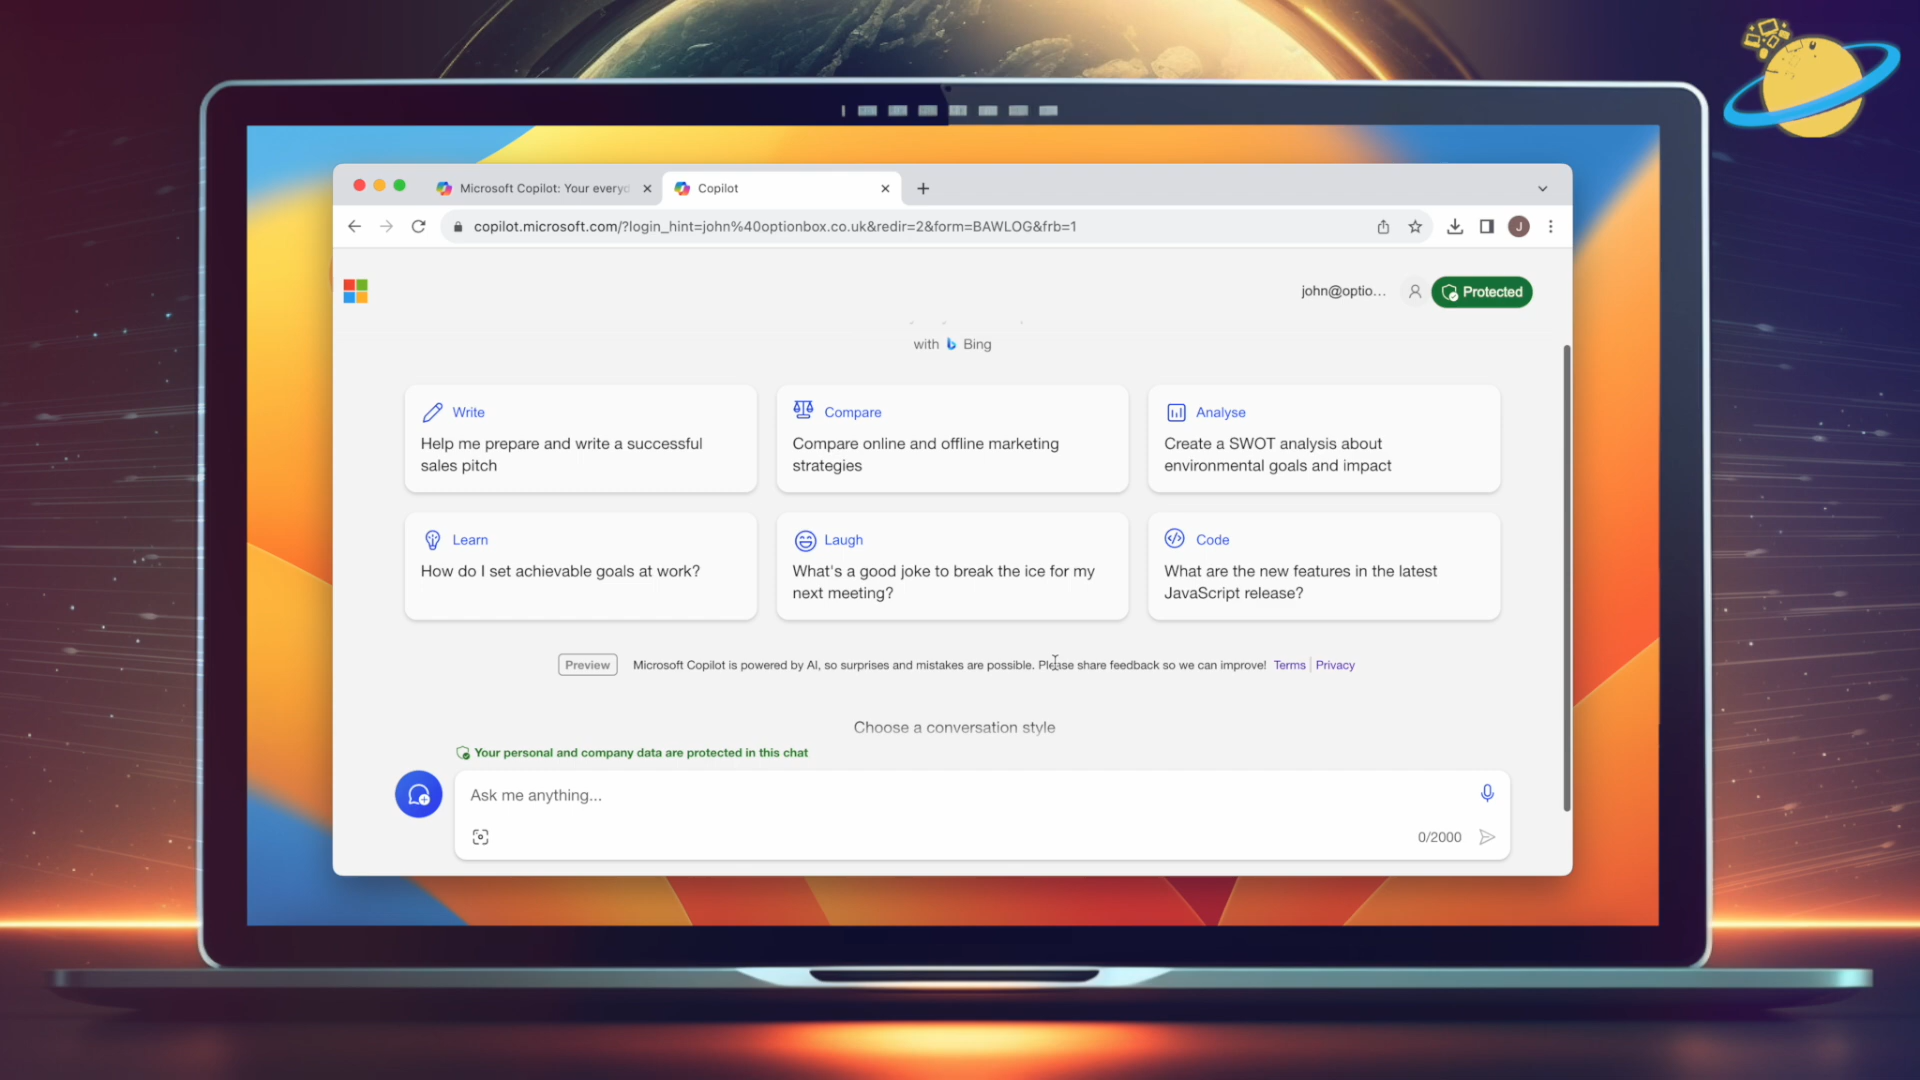 Microsoft Copilot: Your everyd
Copilot
copilot.microsoft.com/?login_hint=john%40optionbox.co.uk&redir=2&form=BAWLOG&frb=1
J
john@optio...
Protected
with Bing
Write
Help me prepare and write a successful
sales pitch
Compare
Compare online and offline marketing
strategies
Analyse
Create a SWOT analysis about
environmental goals and impact
Learn
How do I set achievable goals at work?
Laugh
What's a good joke to break the ice for my
next meeting?
Code
What are the new features in the latest
JavaScript release?
Preview
Microsoft Copilot is powered by AI, so surprises and mistakes are possible. Please share feedback so we can improve! Terms | Privacy
Choose a conversation style
Your personal and company data are protected in this chat
Ask me anything...
0/2000